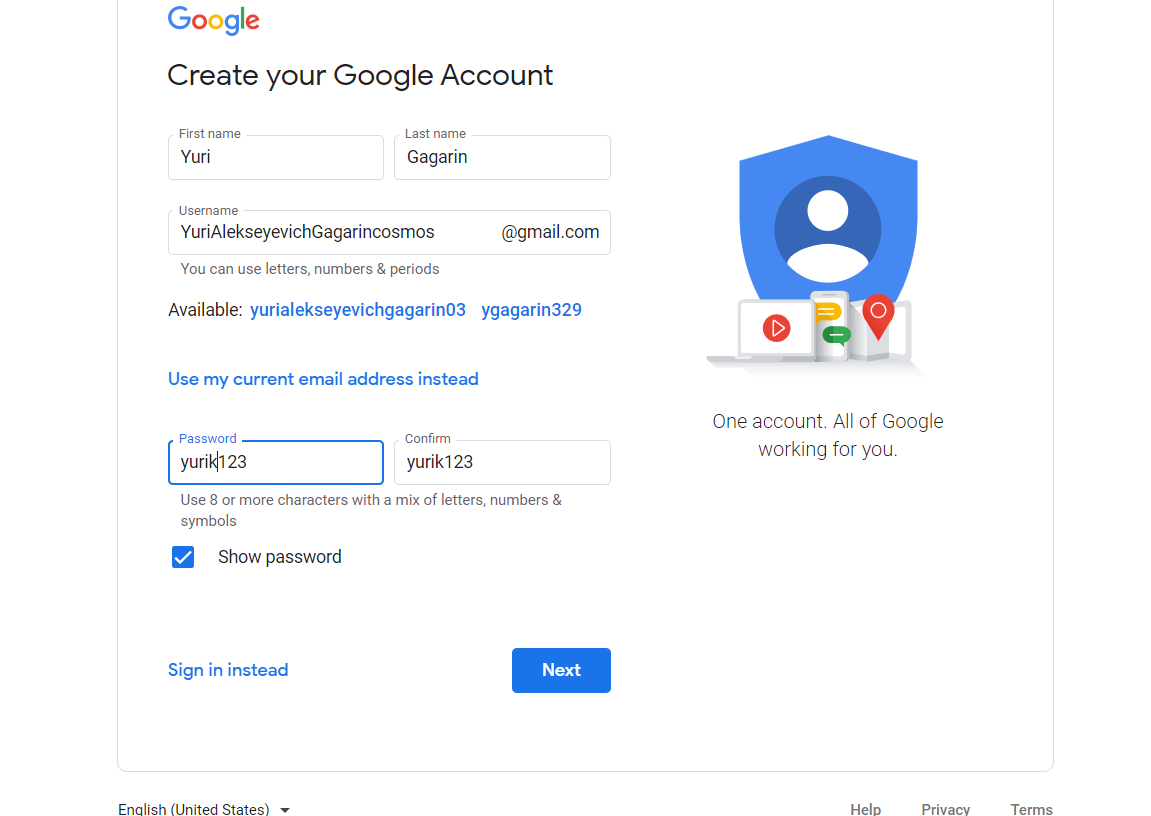 Google
Create your Google Account
First name Last name
Yuri Gagarin
Username
YuriAlekseyevichGagarincosmos @gmail.com
You can use letters, numbers & periods
Available: yurialekseyevichgagarin03 ygagarin329
Use my current email address instead
Password Confirm
yurik123 yurik123
Use 8 or more characters with a mix of letters, numbers &
symbols
Show password
Sign in instead Next
One account. All of Google
working for you.
English (United States) Help Privacy Terms